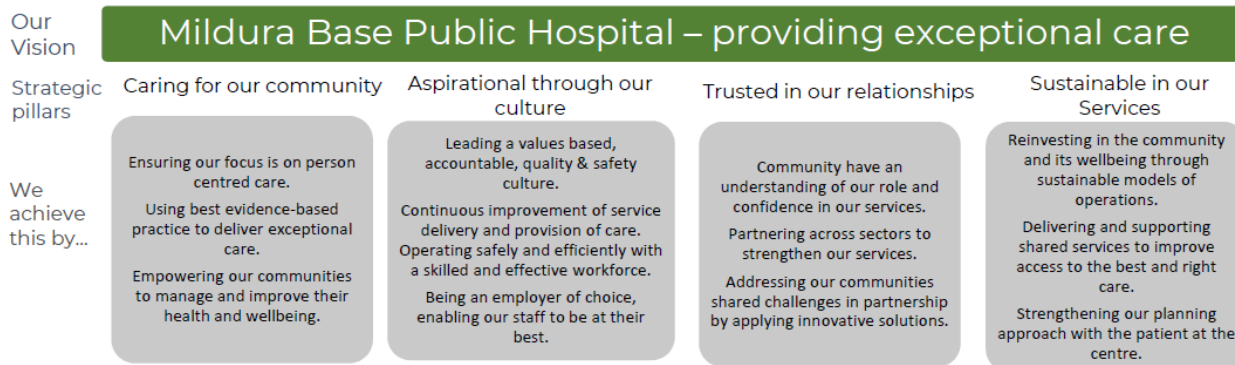 Our
Vision
Mildura Base Public Hospital – providing exceptional care
Strategic
pillars
Caring for our community
Aspirational through our
culture
Trusted in our relationships
Sustainable in our
Services
We
achieve
this by...
Ensuring our focus is on person
centred care.
Using best evidence-based
practice to deliver exceptional
care.
Empowering our communities
to manage and improve their
health and wellbeing.
Leading a values based,
accountable, quality & safety
culture.
Continuous improvement of service
delivery and provision of care.
Operating safely and efficiently with
a skilled and effective workforce.
Being an employer of choice,
enabling our staff to be at their
best.
Community have an
understanding of our role and
confidence in our services.
Partnering across sectors to
strengthen our services.
Addressing our communities
shared challenges in partnership
by applying innovative solutions.
Reinvesting in the community
and its wellbeing through
sustainable models of
operations.
Delivering and supporting
shared services to improve
access to the best and right
care.
Strengthening our planning
approach with the patient at the
centre.